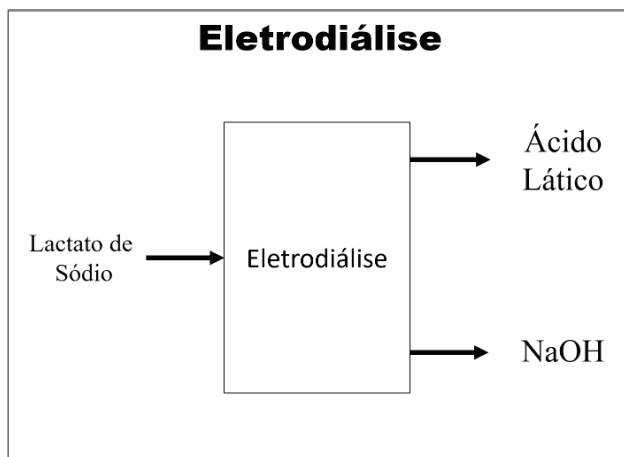 Eletrodiálise
Ácido
Lático
Lactato de
Sódio
Eletrodiálise
NaOH